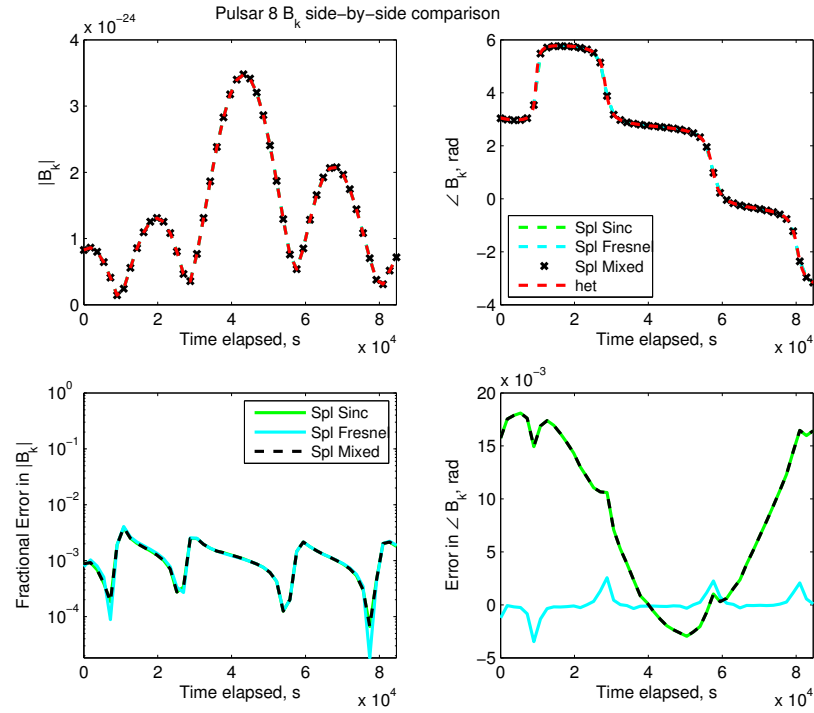 Pulsar 8 B_k side−by−side comparison
x 10^−24
4
3
2
1
0
|B_k|
0 2 4 6 8
Time elapsed, s
x 10^4
6
4
2
0
−2
−4
∠ B_k, rad
Spl Sinc
Spl Fresnel
Spl Mixed
het
0 2 4 6 8
Time elapsed, s
x 10^4
10^0
10^−1
10^−2
10^−3
10^−4
Fractional Error in |B_k|
Spl Sinc
Spl Fresnel
Spl Mixed
0 2 4 6 8
Time elapsed, s
x 10^4
x 10^−3
20
15
10
5
0
−5
Error in ∠ B_k, rad
0 2 4 6 8
Time elapsed, s
x 10^4